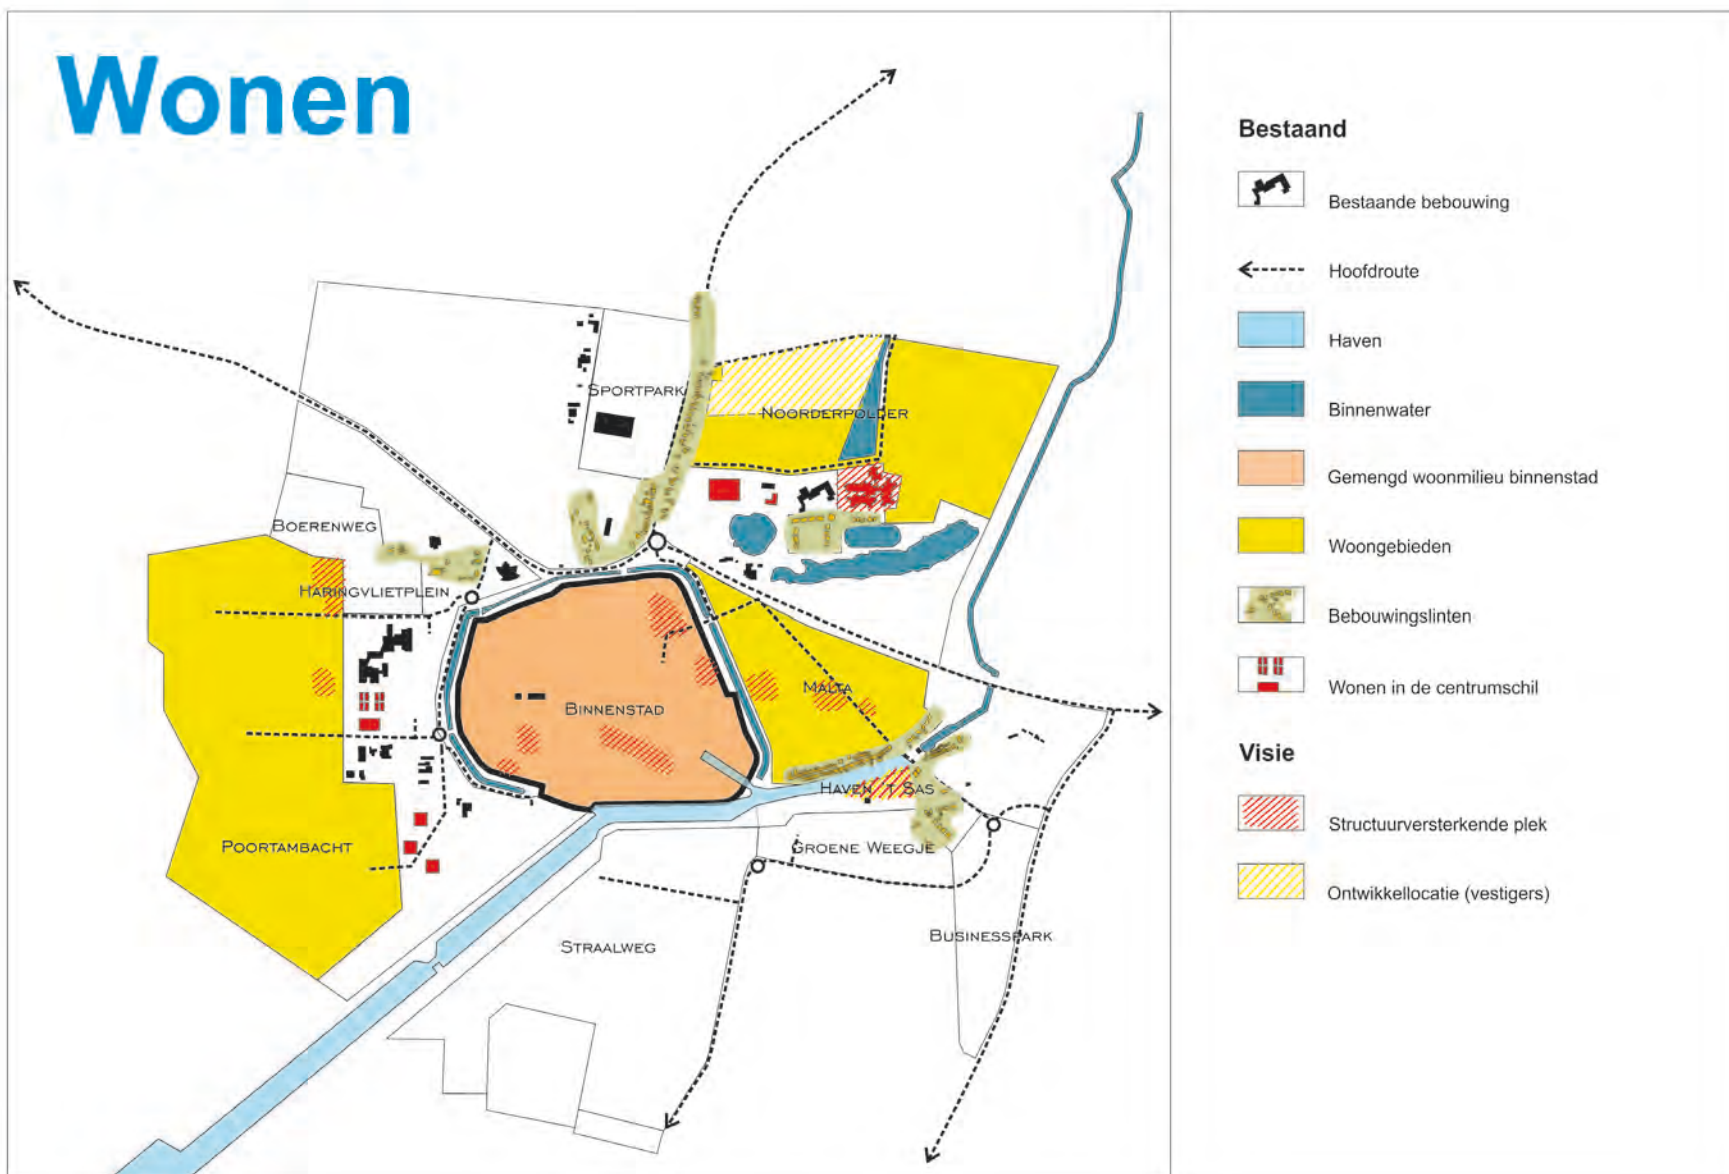 Wonen
SPORTPARK
NOORDERPOLDER
BOERENWEG
HARINGVLIETPLEIN
BINNENSTAD
MALTA
HAVEN 'T SAS
POORTAMBACHT
GROENE WEEGJE
STRAALWEG
BUSINESSPARK
Bestaand
Bestaande bebouwing
Hoofdroute
Haven
Binnenwater
Gemengd woonmilieu binnenstad
Woongebieden
Bebouwingslinten
Wonen in de centrumschil
Visie
Structuurversterkende plek
Ontwikkellocatie (vestigers)